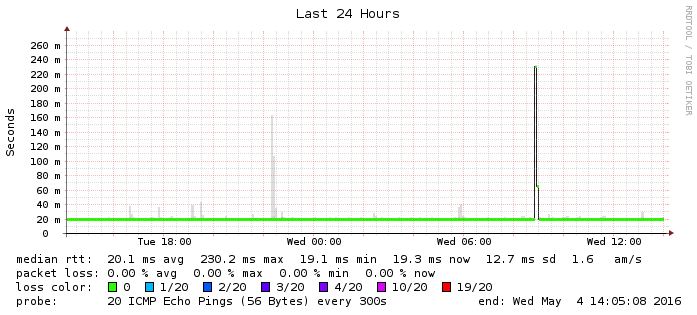 Last 24 Hours
RRDTOOL / TOBI OETIKER
Seconds
260 m
240 m
220 m
200 m
180 m
160 m
140 m
120 m
100 m
80 m
60 m
40 m
20 m
0
Tue 18:00 Wed 00:00 Wed 06:00 Wed 12:00
median rtt: 20.1 ms avg 230.2 ms max 19.1 ms min 19.3 ms now 12.7 ms sd 1.6 am/s
packet loss: 0.00 % avg 0.00 % max 0.00 % min 0.00 % now
loss color: 0 1/20 2/20 3/20 4/20 10/20 19/20
probe: 20 ICMP Echo Pings (56 Bytes) every 300s end: Wed May 4 14:05:08 2016